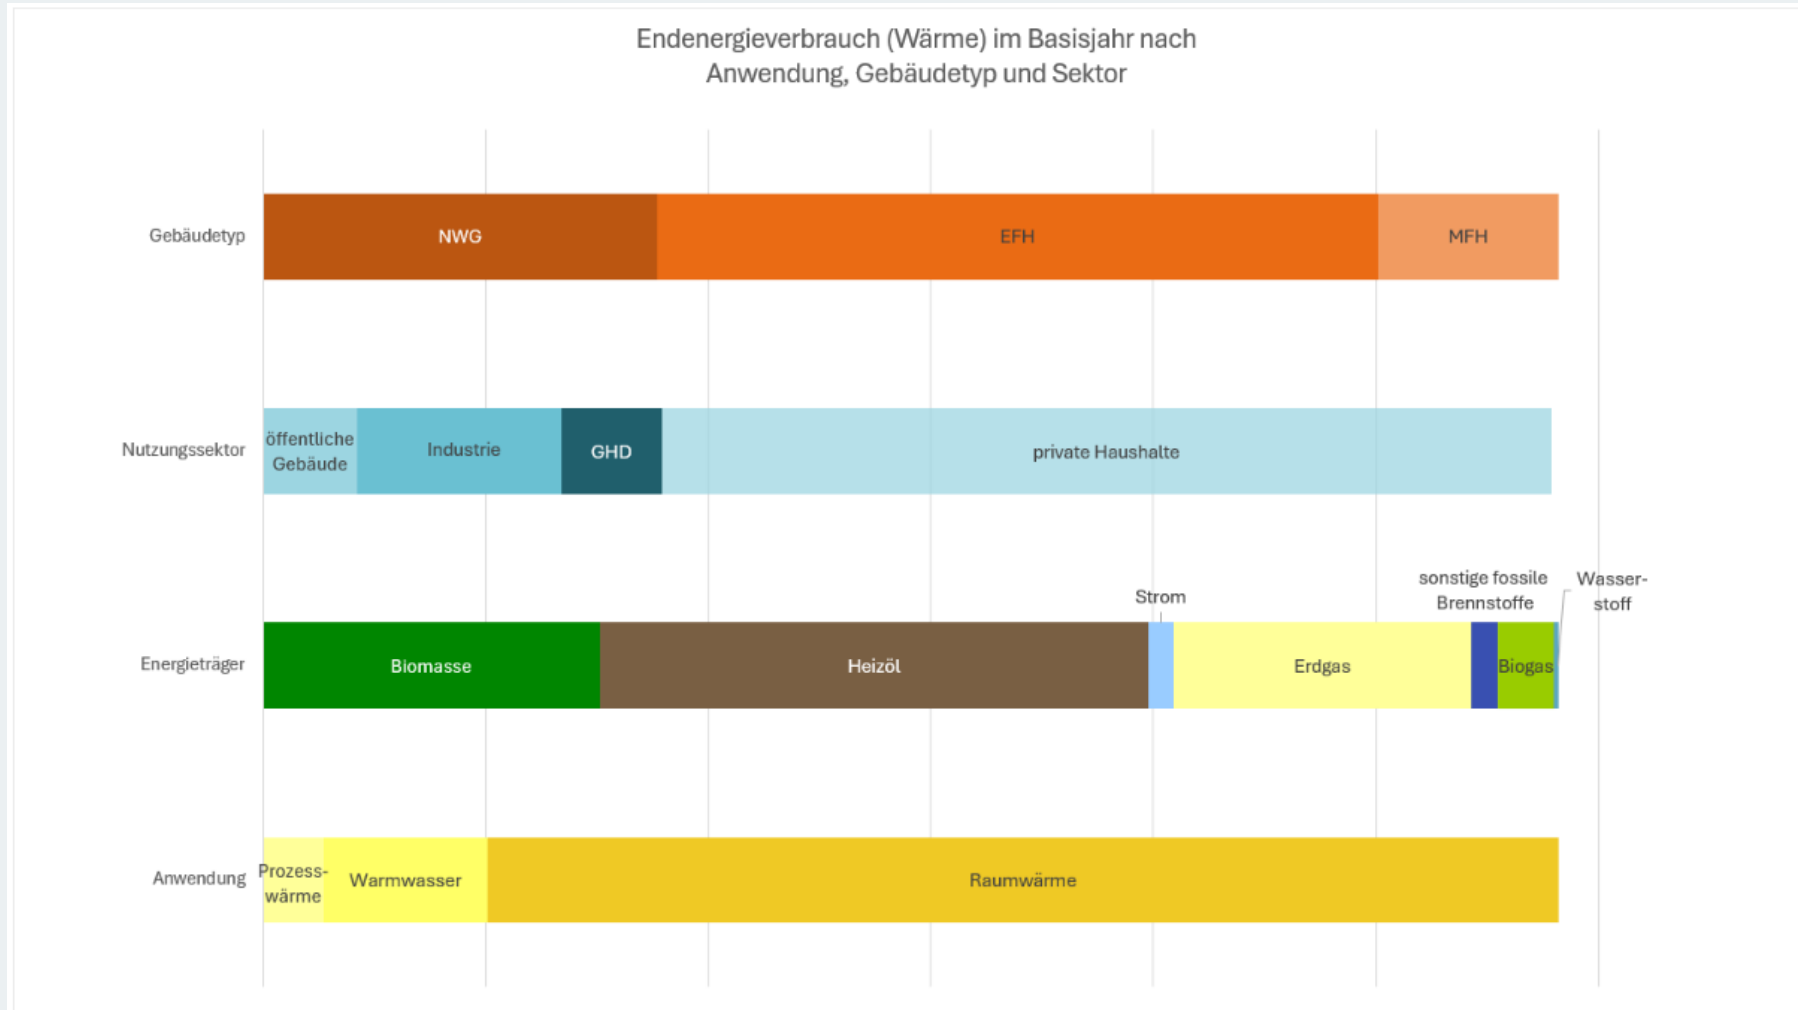 Endenergieverbrauch (Wärme) im Basisjahr nach
Anwendung, Gebäudetyp und Sektor
Gebäudetyp
NWG
EFH
MFH
Nutzungssektor
öffentliche
Gebäude
Industrie
GHD
private Haushalte
Strom
sonstige fossile
Brennstoffe
Wasser-
stoff
Energieträger
Biomasse
Heizöl
Erdgas
Biogas
Anwendung
Prozess-
wärme
Warmwasser
Raumwärme